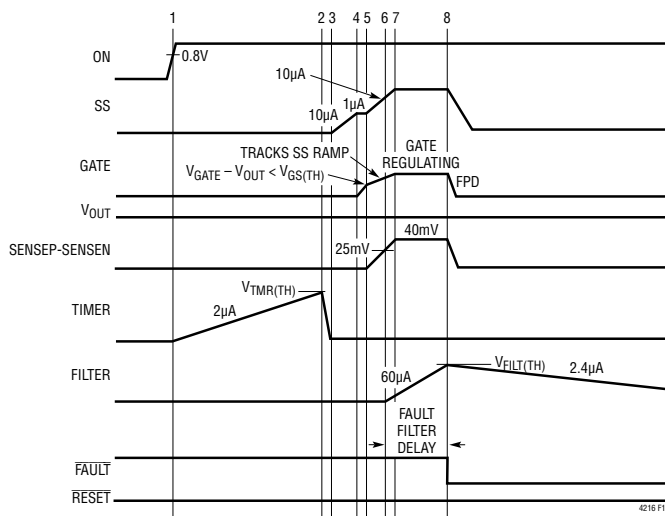 1 2 3 4 5 6 7 8
ON
0.8V
10µA
SS
10µA
1µA
TRACKS SS RAMP
GATE
REGULATING
GATE
VGATE – VOUT < VGS(TH)
FPD
VOUT
40mV
SENSEP-SENSEN
25mV
VTMR(TH)
TIMER
2µA
VFILT(TH)
2.4µA
FILTER
60µA
FAULT
FILTER
DELAY
FAULT
RESET